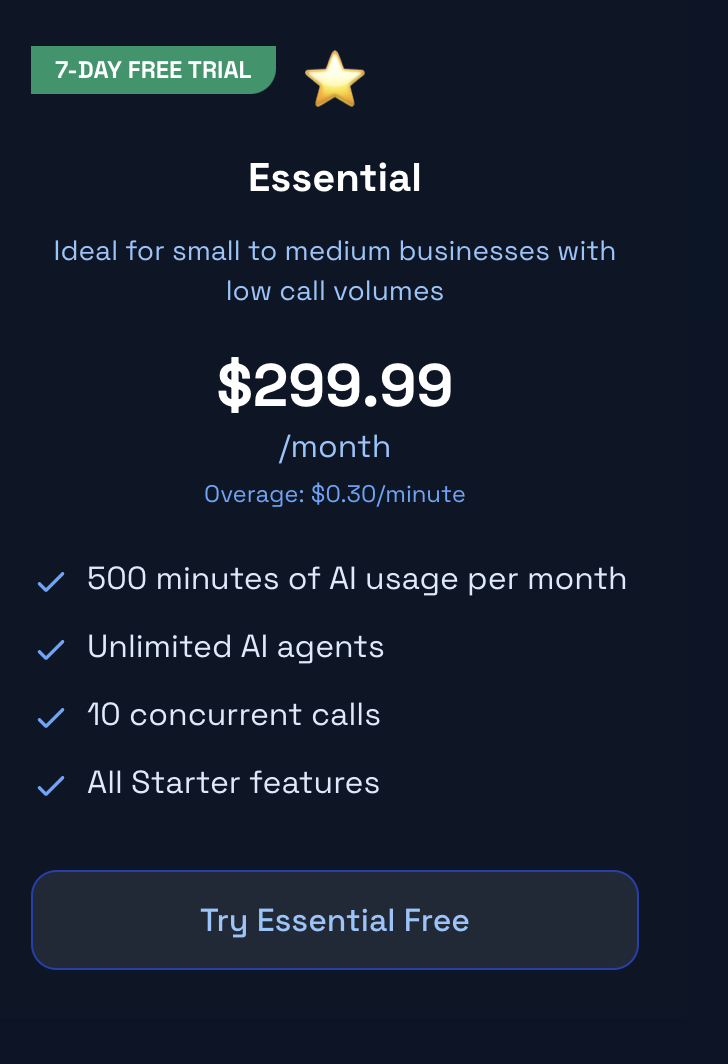 7-DAY FREE TRIAL
Essential
Ideal for small to medium businesses with
low call volumes
$299.99
/month
Overage: $0.30/minute
500 minutes of AI usage per month
Unlimited AI agents
10 concurrent calls
All Starter features
Try Essential Free